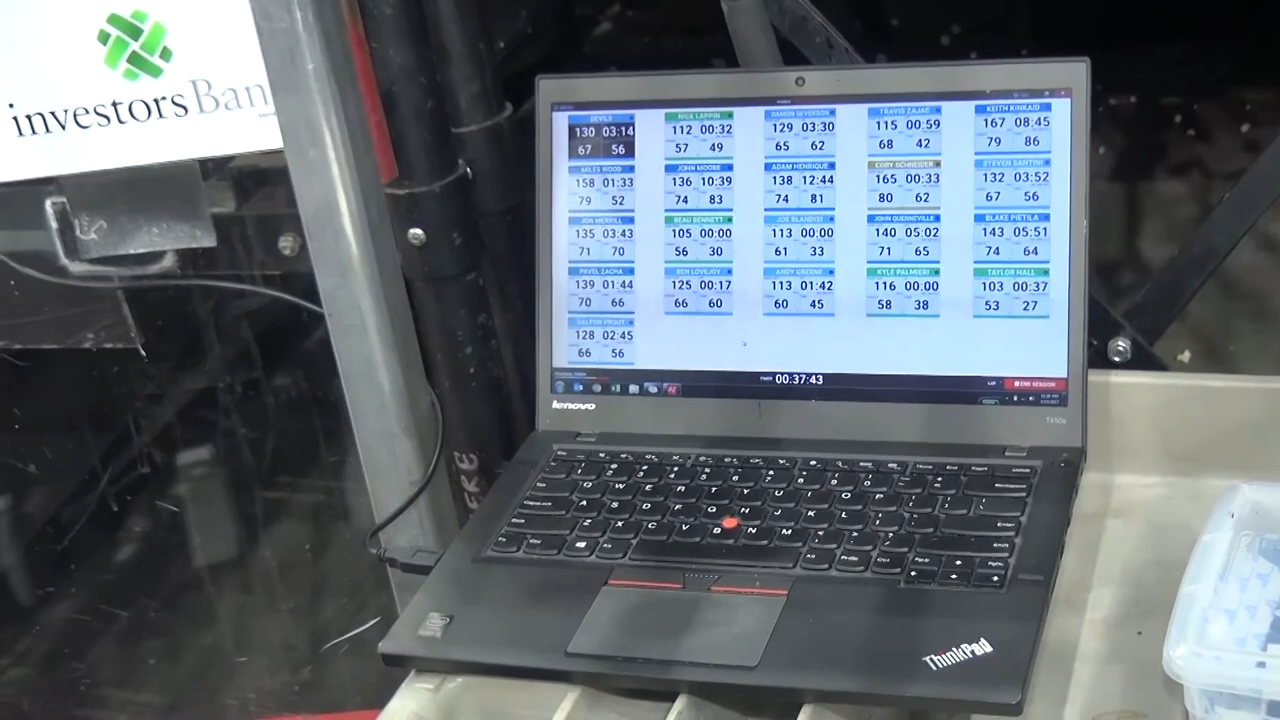 investorsBan
DEVILS
130 03:14
67 56
NICK LAPPIN
112 00:32
57 49
DAMON SEVERSON
129 03:30
65 62
TRAVIS ZAJAC
115 00:59
68 42
KEITH KINKAID
167 08:45
79 86
MILES WOOD
158 01:33
79 52
JOHN MOORE
136 10:39
74 83
ADAM HENRIQUE
138 12:44
74 81
CORY SCHNEIDER
165 00:33
80 62
STEVEN SANTINI
132 03:52
67 56
JON MERRILL
135 03:43
71 70
BEAU BENNETT
105 00:00
56 30
JOE BLANDISI
113 00:00
61 33
JOHN QUENNEVILLE
140 05:02
71 65
BLAKE PIETILA
143 05:51
74 64
PAVEL ZACHA
139 01:44
70 66
BEN LOVEJOY
125 00:17
66 60
ANDY GREENE
113 01:42
60 45
KYLE PALMIERI
116 00:00
58 38
TAYLOR HALL
103 00:37
53 27
DALTON PROUT
128 02:45
66 56
TIMER 00:37:43
LAP
END SESSION
lenovo
T450s
Q W E R T Y U I O P
A S D F G H J K L
Z X C V B N M
ThinkPad